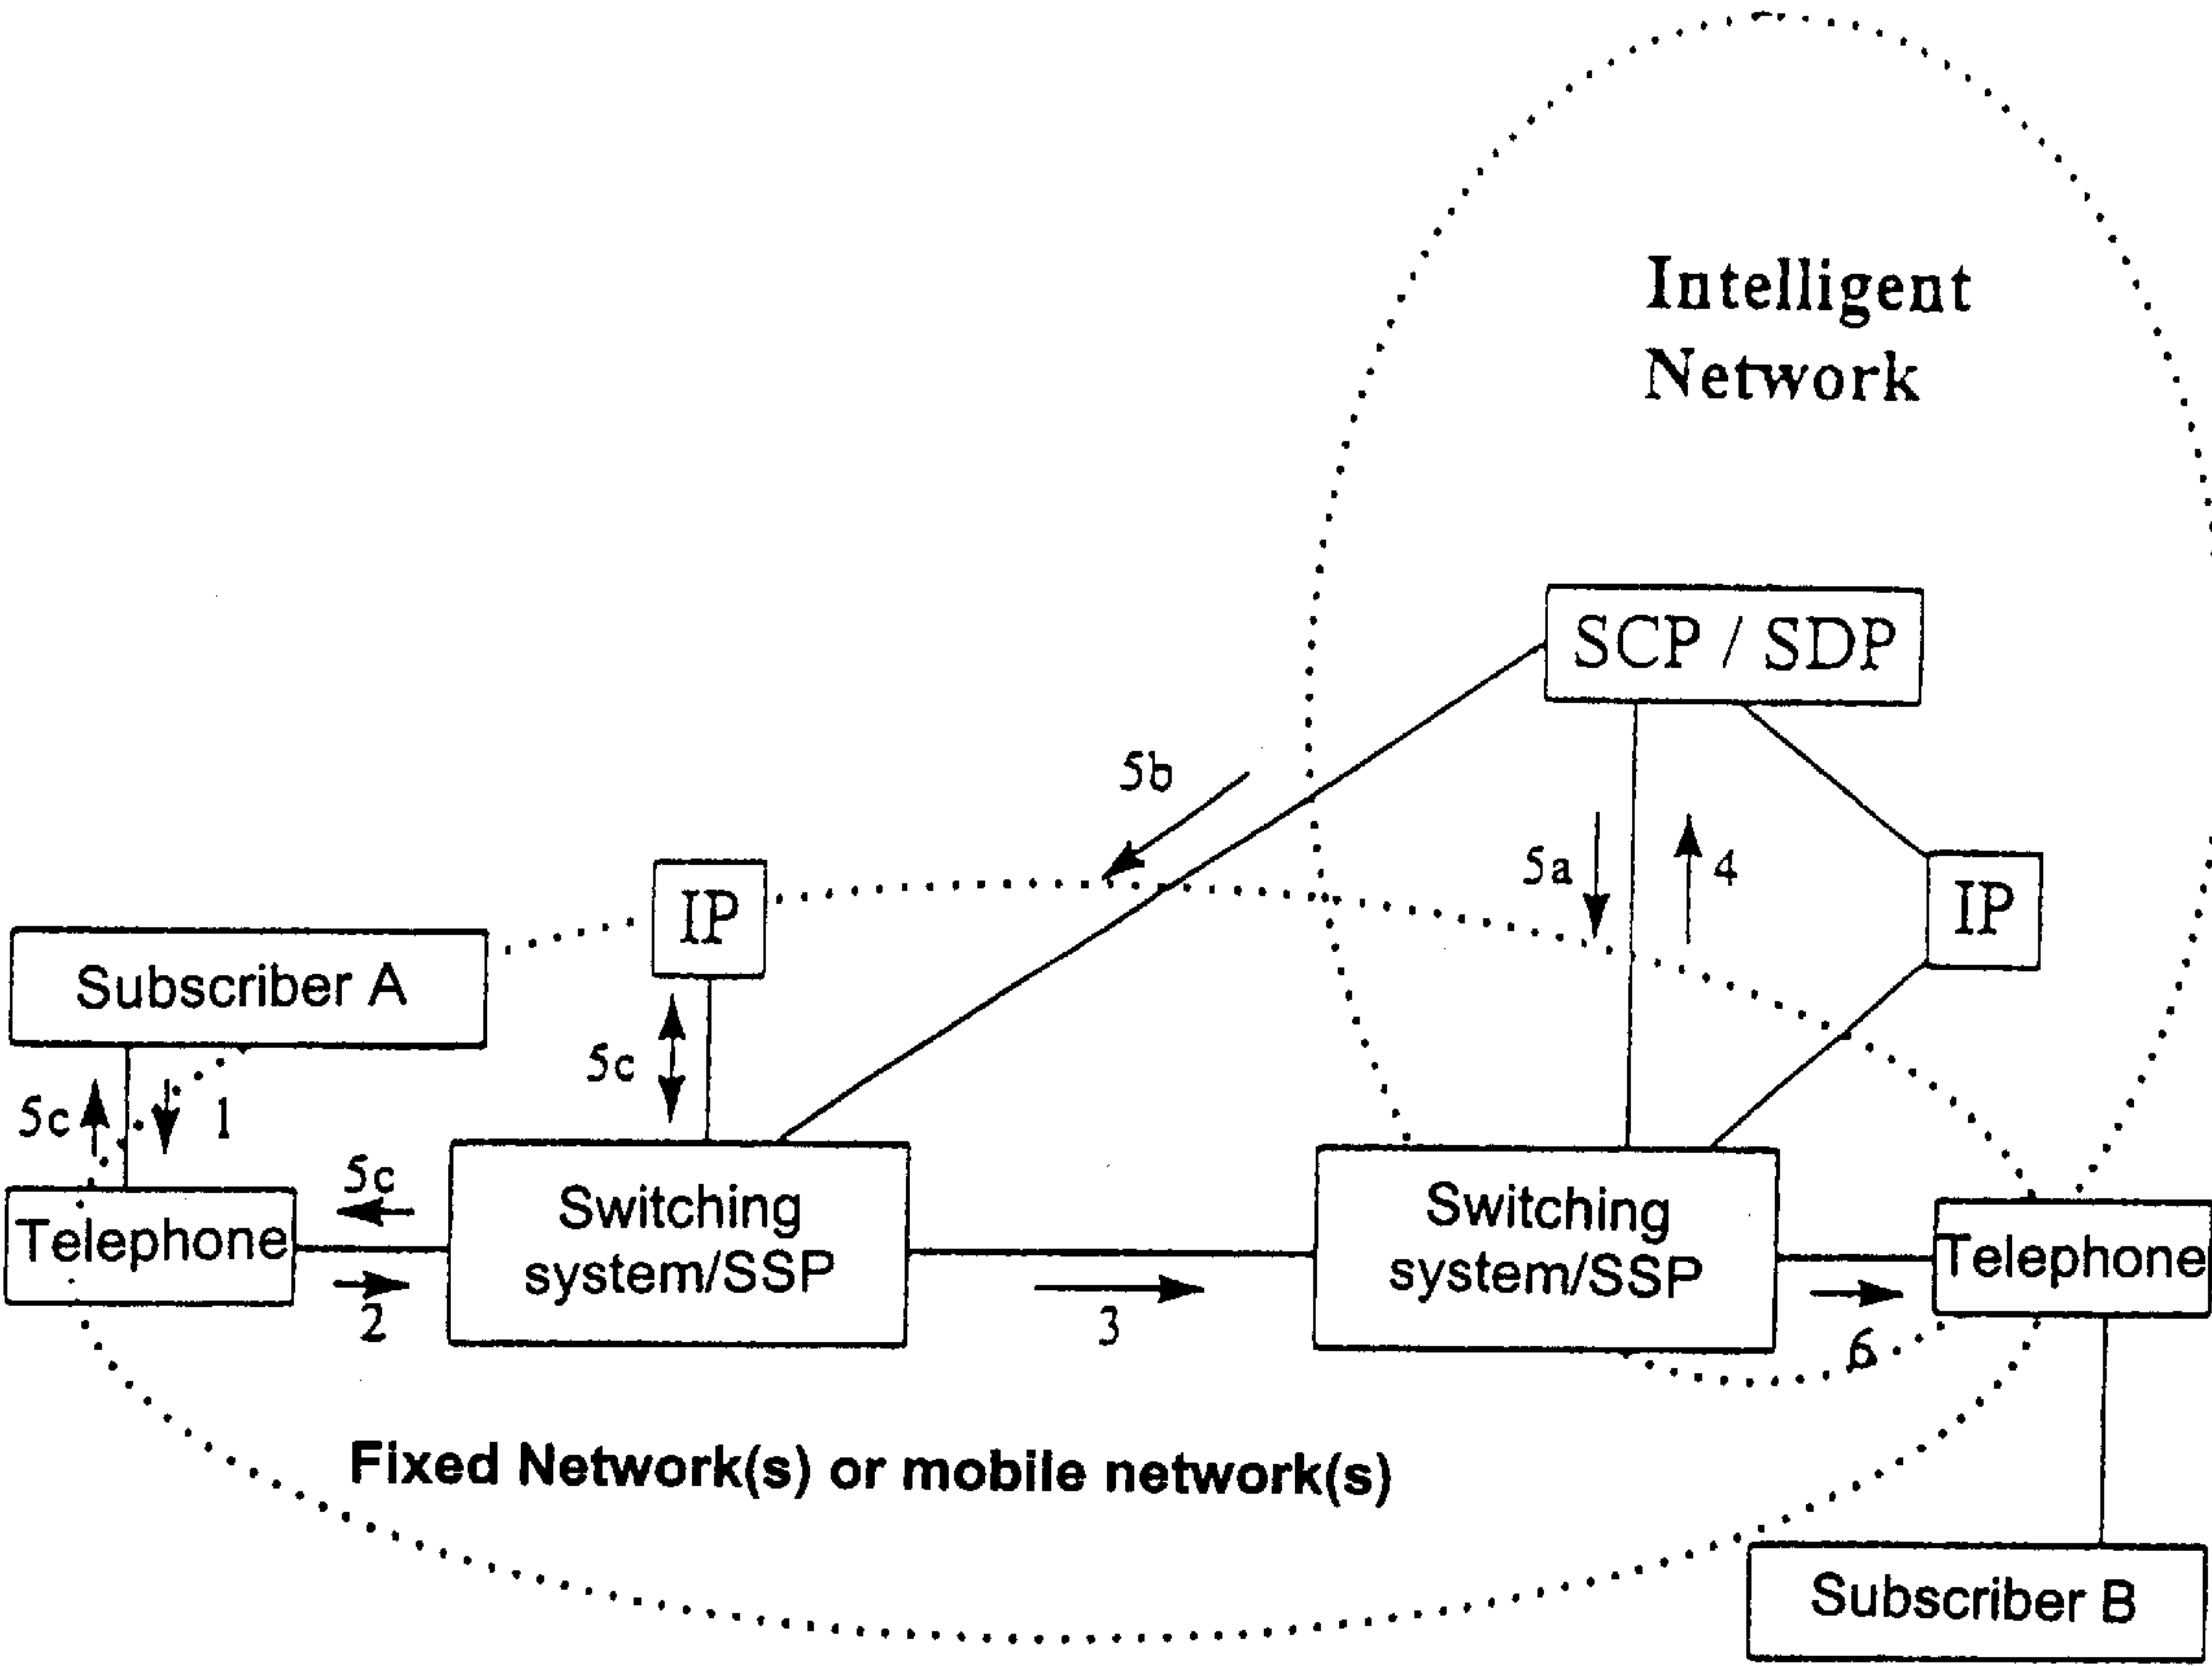 Intelligent
Network
SCP / SDP
5b
5a
4
IP
IP
Subscriber A
5c
5c
1
5c
Telephone
Switching
system/SSP
Switching
system/SSP
Telephone
2
3
6
Fixed Network(s) or mobile network(s)
Subscriber B